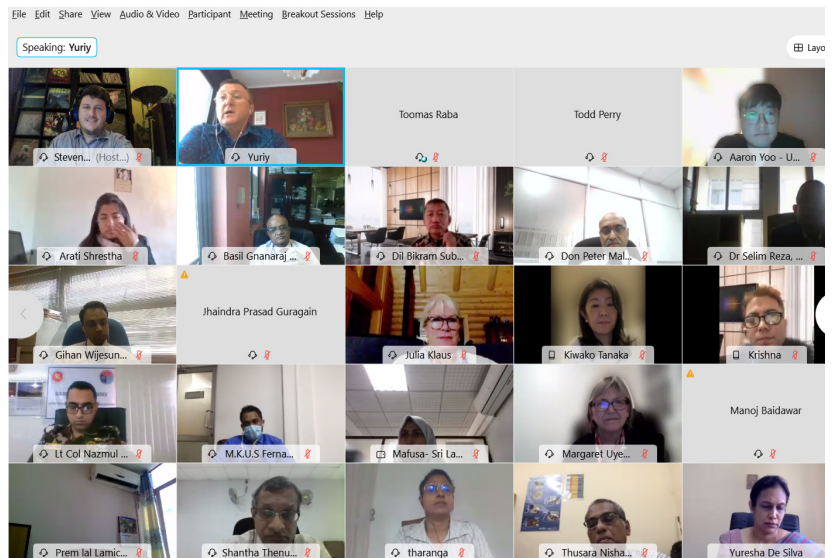 File Edit Share View Audio & Video Participant Meeting Breakout Sessions Help
Speaking: Yuriy
Layo
Steven... (Host...)
Yuriy
Toomas Raba
Todd Perry
Aaron Yoo - U...
Arati Shrestha
Basil Gnanaraj ...
Dil Bikram Sub...
Don Peter Mal...
Dr Selim Reza, ...
Gihan Wijesun...
Jhaindra Prasad Guragain
Julia Klaus
Kiwako Tanaka
Krishna
Lt Col Nazmul ...
M.K.U.S Ferna...
Mafusa- Sri La...
Margaret Uye...
Manoj Baidawar
Prem lal Lamic...
Shantha Thenu...
tharanga
Thusara Nisha...
Yuresha De Silva